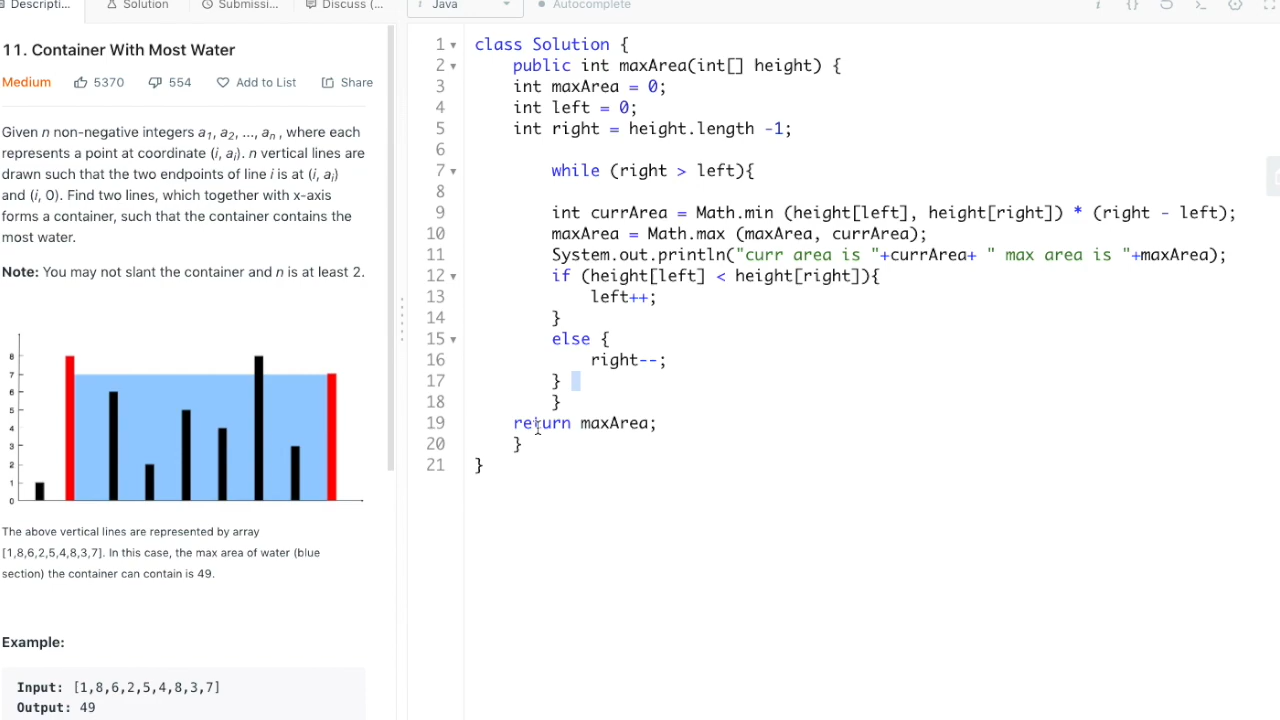 Descripti... Solution Submissi... Discuss (...
11. Container With Most Water
Medium 5370 554 Add to List Share
Given n non-negative integers a1, a2, ..., an , where each
represents a point at coordinate (i, ai). n vertical lines are
drawn such that the two endpoints of line i is at (i, ai)
and (i, 0). Find two lines, which together with x-axis
forms a container, such that the container contains the
most water.
Note: You may not slant the container and n is at least 2.
8
7
6
5
4
3
2
1
0
The above vertical lines are represented by array
[1,8,6,2,5,4,8,3,7]. In this case, the max area of water (blue
section) the container can contain is 49.
Example:
Input: [1,8,6,2,5,4,8,3,7]
Output: 49
i Java Autocomplete i {}
1 class Solution {
2 public int maxArea(int[] height) {
3 int maxArea = 0;
4 int left = 0;
5 int right = height.length -1;
6
7 while (right > left){
8
9 int currArea = Math.min (height[left], height[right]) * (right - left);
10 maxArea = Math.max (maxArea, currArea);
11 System.out.println("curr area is "+currArea+ " max area is "+maxArea);
12 if (height[left] < height[right]){
13 left++;
14 }
15 else {
16 right--;
17 }
18 }
19 return maxArea;
20 }
21 }